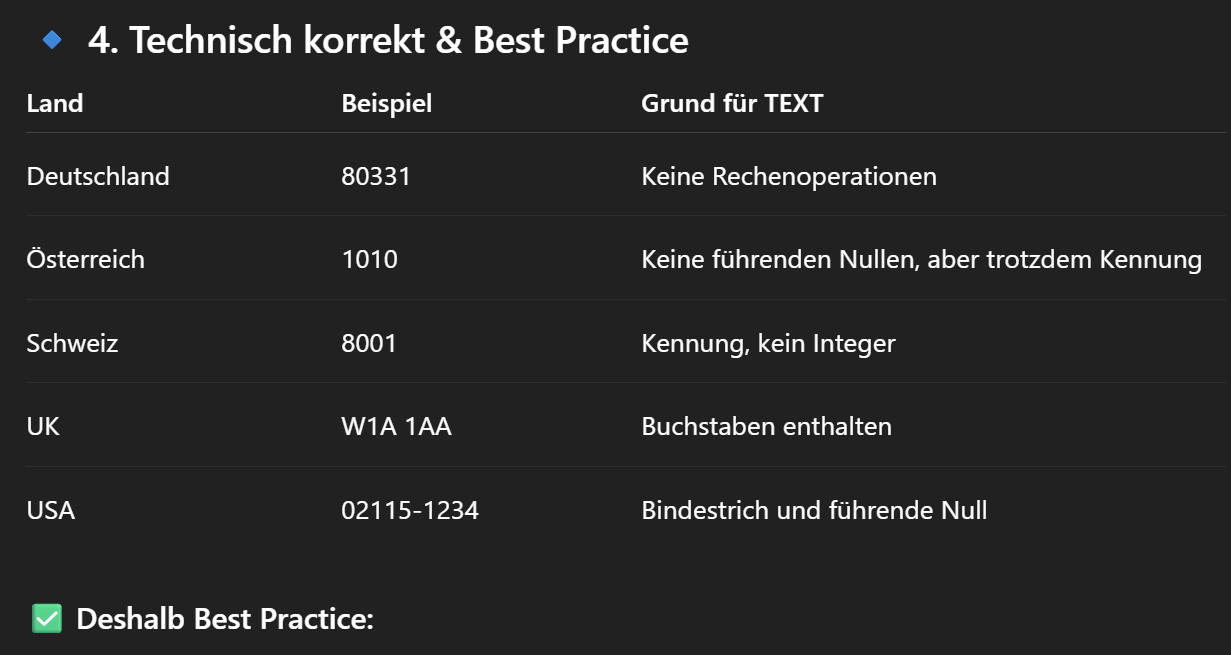 🔹 4. Technisch korrekt & Best Practice
Land Beispiel Grund für TEXT
Deutschland 80331 Keine Rechenoperationen
Österreich 1010 Keine führenden Nullen, aber trotzdem Kennung
Schweiz 8001 Kennung, kein Integer
UK W1A 1AA Buchstaben enthalten
USA 02115-1234 Bindestrich und führende Null
✅ Deshalb Best Practice: